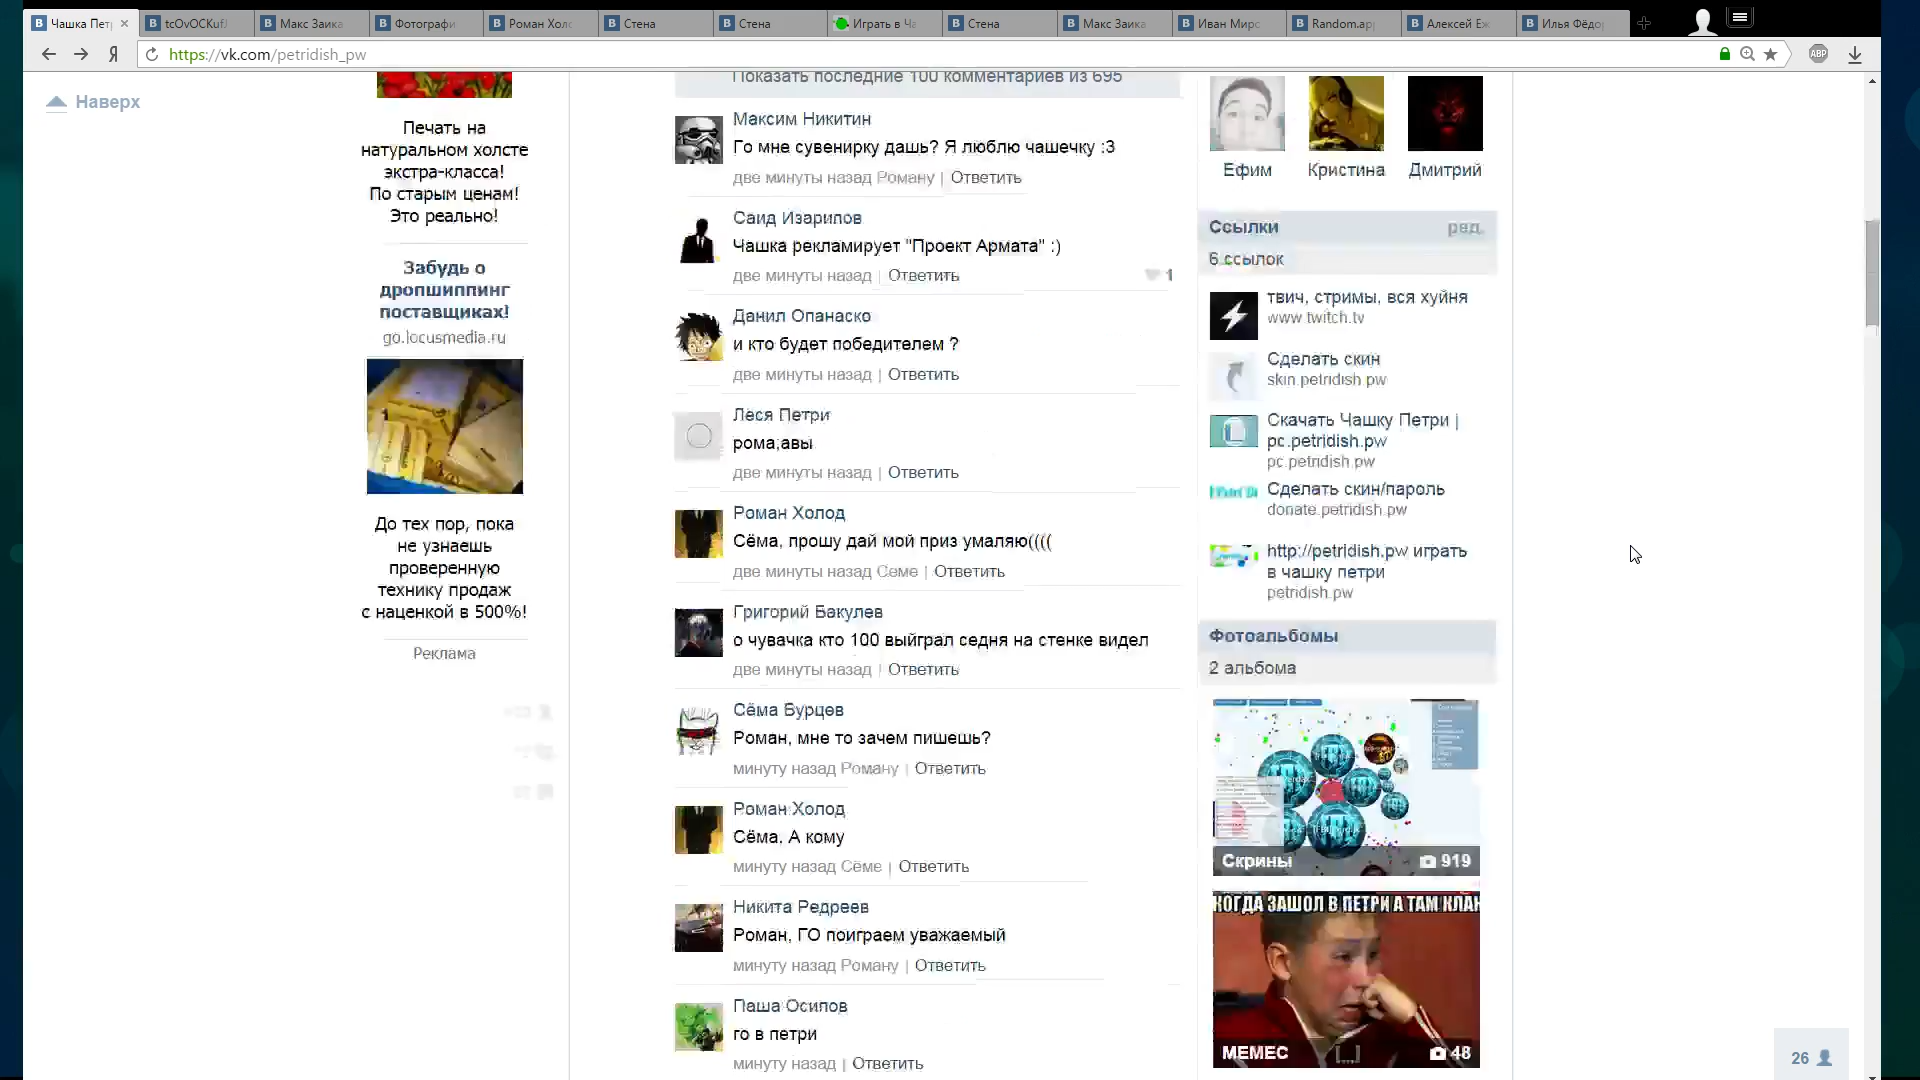 Чашка Пет
tcOvOCKuf
Макс Заика
Фотографи
Роман Хол
Стена
Стена
Играть в Ча
Стена
Макс Заика
Иван Мирс
Random.ap
Алексей Еж
Илья Фёдо
https://vk.com/petridish_pw
ABP
Наверх
Печать на
натуральном холсте
экстра-класса!
По старым ценам!
Это реально!
Забудь о
дропшиппинг
поставщиках!
go.locusmedia.ru
До тех пор, пока
не узнаешь
проверенную
технику продаж
с наценкой в 500%!
Реклама
Показать последние 100 комментариев из 695
Максим Никитин
Го мне сувенирку дашь? Я люблю чашечку :3
две минуты назад Роману | Ответить
Саид Изарилов
Чашка рекламирует "Проект Армата" :)
две минуты назад | Ответить
1
Данил Опанаско
и кто будет победителем ?
две минуты назад | Ответить
Леся Петри
рома,авы
две минуты назад | Ответить
Роман Холод
Сёма, прошу дай мой приз умаляю((((
две минуты назад Семе | Ответить
Григорий Бакулев
о чувачка кто 100 выйграл седня на стенке видел
две минуты назад | Ответить
Сёма Бурцев
Роман, мне то зачем пишешь?
минуту назад Роману | Ответить
Роман Холод
Сёма, А кому
минуту назад Сёме | Ответить
Никита Редреев
Роман, ГО поиграем уважаемый
минуту назад Роману | Ответить
Паша Осипов
го в петри
минуту назад | Ответить
Ефим
Кристина
Дмитрий
Ссылки
ред.
6 ссылок
твич, стримы, вся хуйня
www.twitch.tv
Сделать скин
skin.petridish.pw
Скачать Чашку Петри |
pc.petridish.pw
pc.petridish.pw
Сделать скин/пароль
donate.petridish.pw
http://petridish.pw играть
в чашку петри
petridish.pw
Фотоальбомы
2 альбома
Скрины
919
КОГДА ЗАШОЛ В ПЕТРИ А ТАМ КЛАН
МЕМЕС
48
26